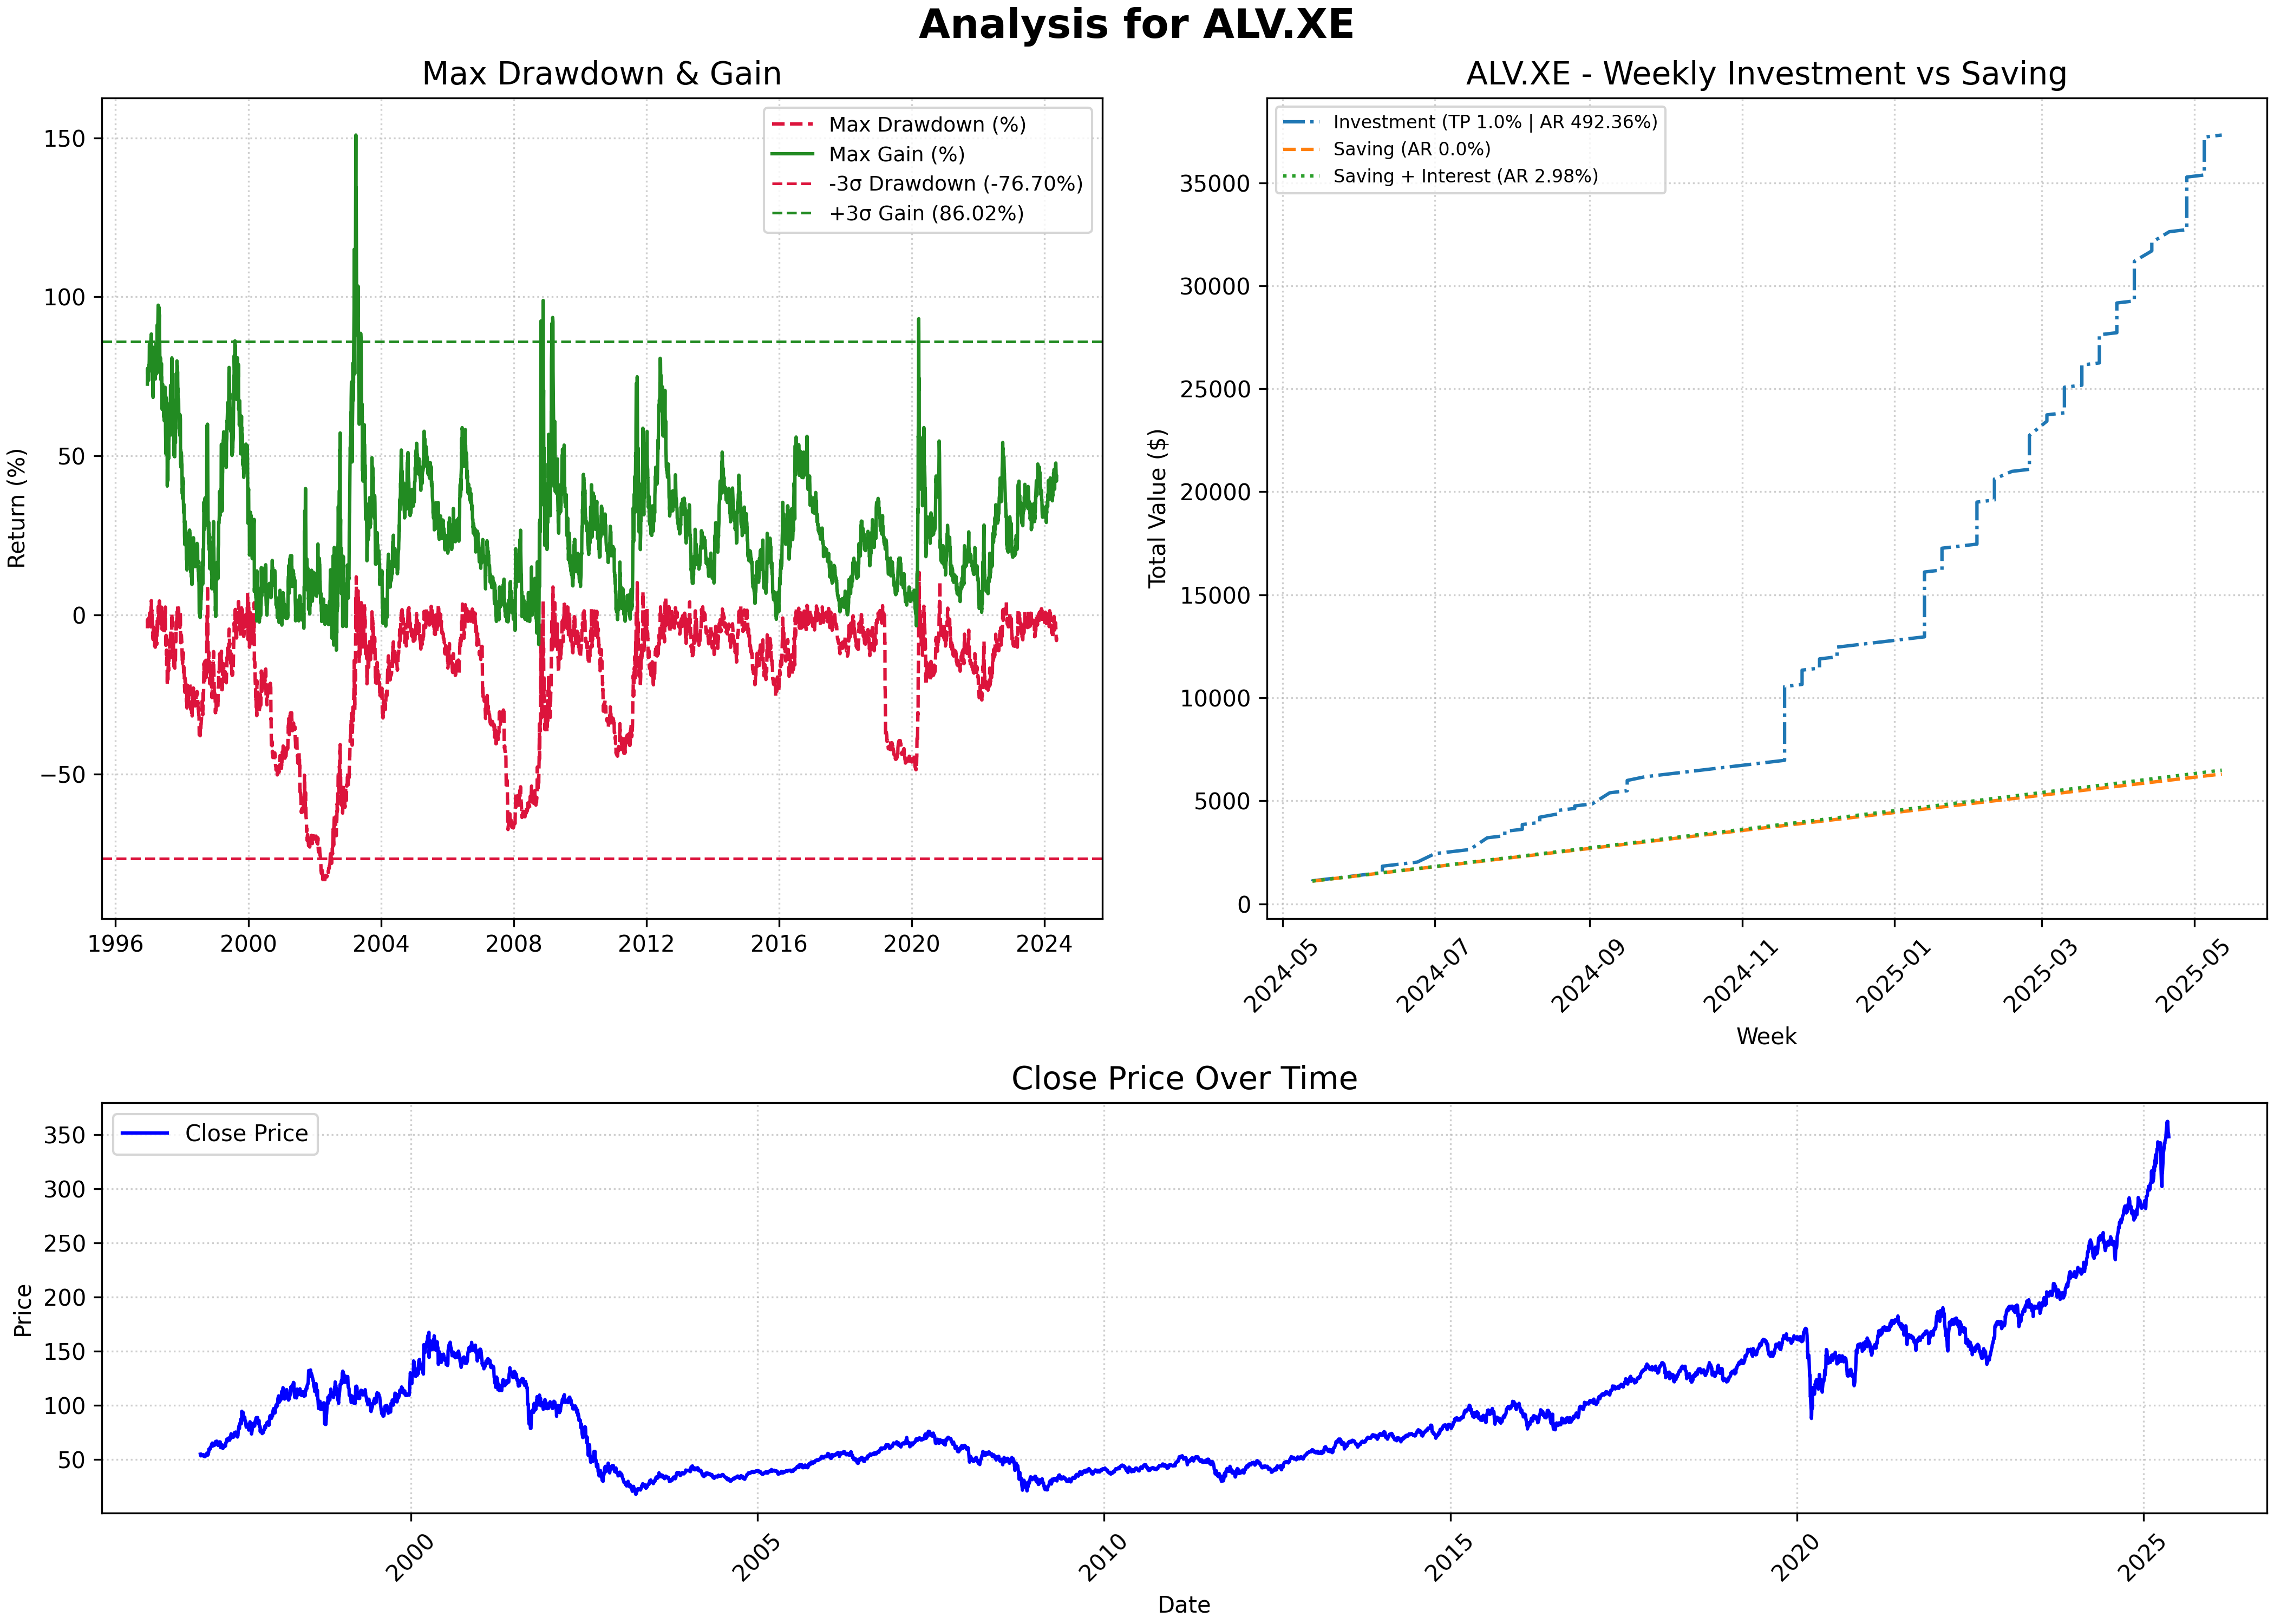 Analysis for ALV.XE
Max Drawdown & Gain
Max Drawdown (%)
Max Gain (%)
-3σ Drawdown (-76.70%)
+3σ Gain (86.02%)
Return (%)
150
100
50
0
−50
1996
2000
2004
2008
2012
2016
2020
2024
ALV.XE - Weekly Investment vs Saving
Investment (TP 1.0% | AR 492.36%)
Saving (AR 0.0%)
Saving + Interest (AR 2.98%)
Total Value ($)
35000
30000
25000
20000
15000
10000
5000
0
2024-05
2024-07
2024-09
2024-11
2025-01
2025-03
2025-05
Week
Close Price Over Time
Close Price
Price
350
300
250
200
150
100
50
2000
2005
2010
2015
2020
2025
Date